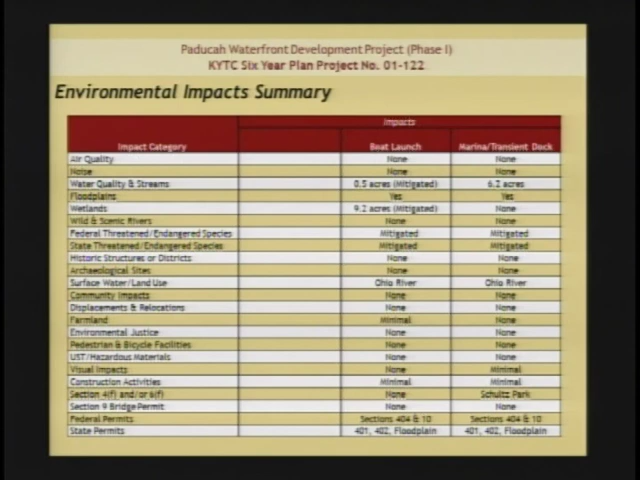 Paducah Waterfront Development Project (Phase I)
KYTC Six Year Plan Project No. 01-122
Environmental Impacts Summary
Impacts
Impact Category Boat Launch Marina/Transient Dock
Air Quality None None
Noise None None
Water Quality & Streams 0.5 acres (Mitigated) 6.2 acres
Floodplains Yes Yes
Wetlands 9.2 acres (Mitigated) None
Wild & Scenic Rivers None None
Federal Threatened/Endangered Species Mitigated Mitigated
State Threatened/Endangered Species Mitigated Mitigated
Historic Structures or Districts None None
Archaeological Sites None None
Surface Water/Land Use Ohio River Ohio River
Community Impacts None None
Displacements & Relocations None None
Farmland Minimal None
Environmental Justice None None
Pedestrian & Bicycle Facilities None None
UST/Hazardous Materials None None
Visual Impacts None Minimal
Construction Activities Minimal Minimal
Section 4(f) and/or 6(f) None Schultz Park
Section 9 Bridge Permit None None
Federal Permits Sections 404 & 10 Sections 404 & 10
State Permits 401, 402, Floodplain 401, 402, Floodplain